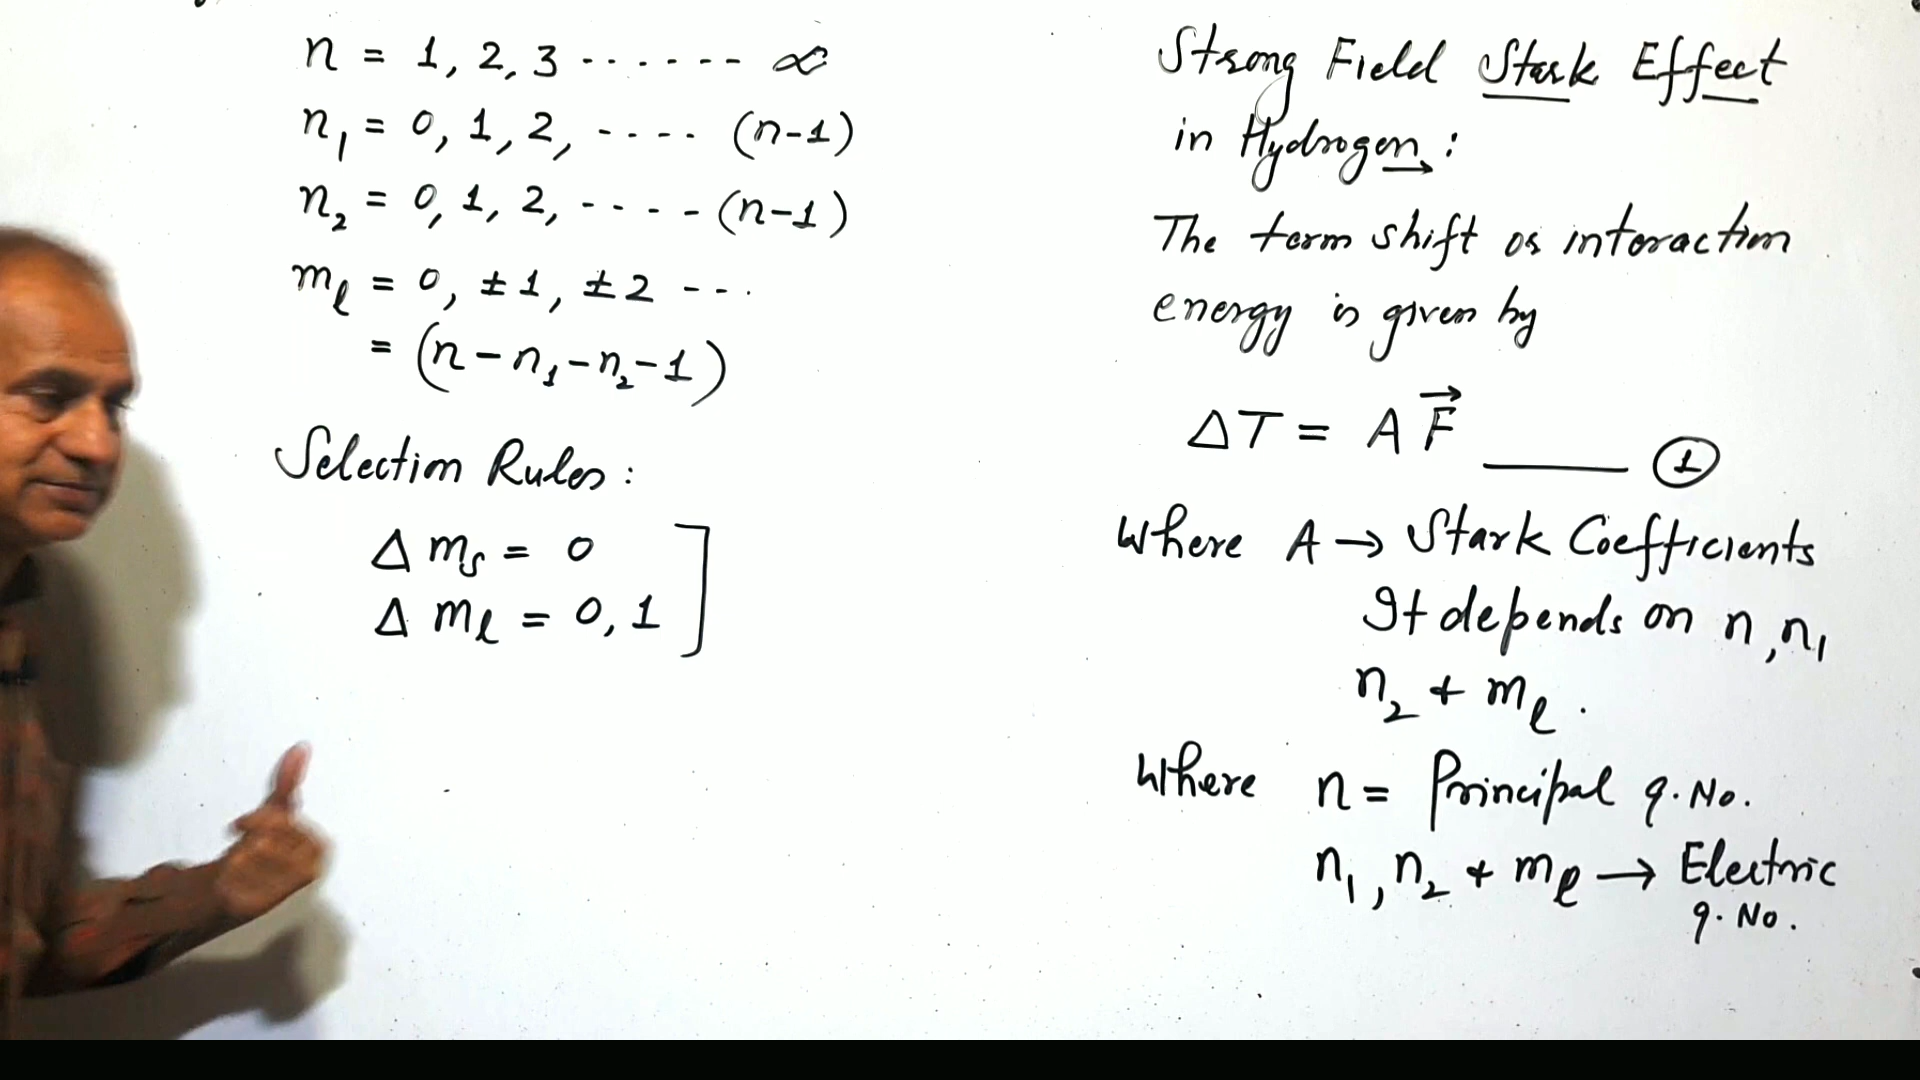 n = 1, 2, 3 ------- ∞
n₁ = 0, 1, 2, ---- (n-1)
n₂ = 0, 1, 2, ----- (n-1)
mₗ = 0, ±1, ±2 ---
= (n - n₁ - n₂ - 1)
Selection Rules :
Δ mₛ = 0
Δ mₗ = 0, 1
Strong Field Stark Effect
in Hydrogen :
The term shift or interaction
energy is given by
ΔT = A F⃗ ——— ①
Where A → Stark Coefficients
It depends on n, n₁
n₂ + mₗ .
Where n = Principal q. No.
n₁, n₂ + mₗ → Electric
q. No.